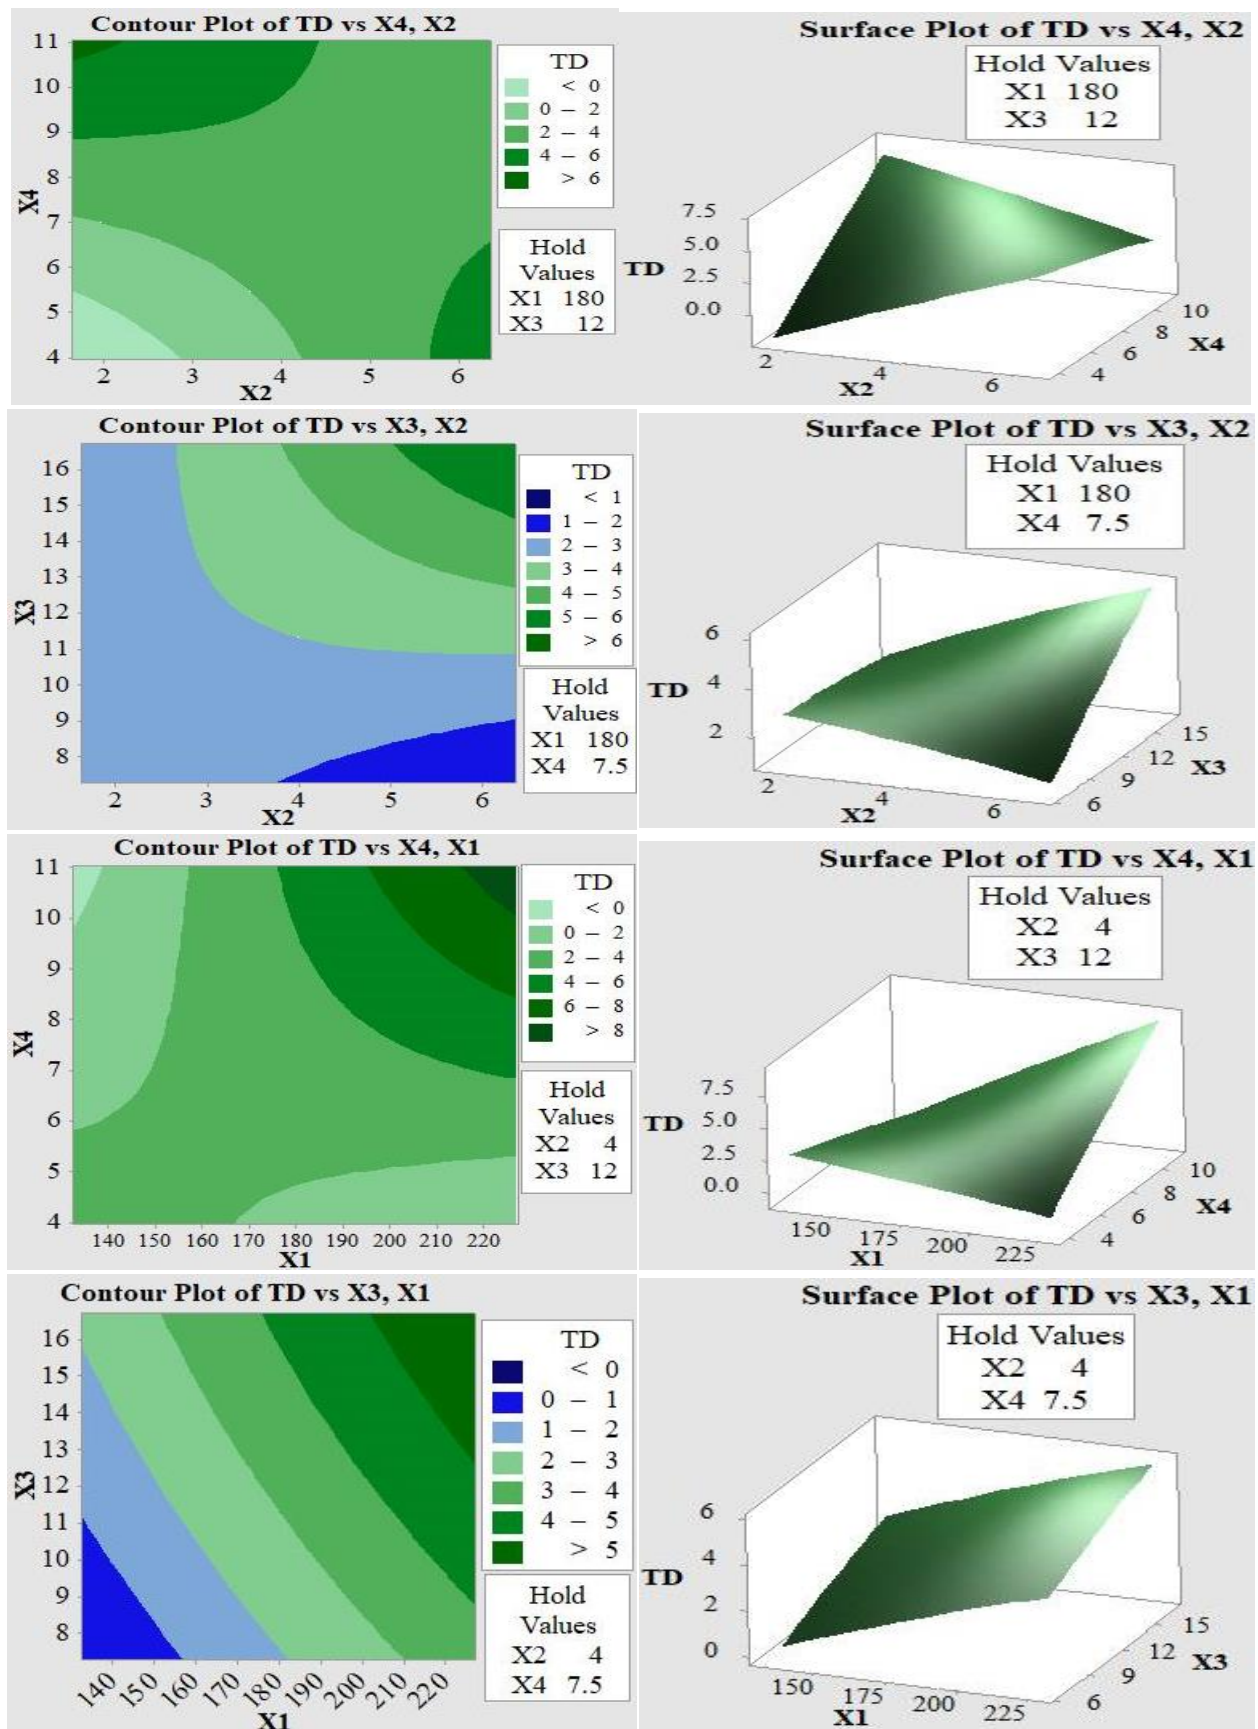 Contour Plot of TD vs X4, X2
11
10
9
8
7
6
5
4
X4
2 3 4 5 6
X2
TD
< 0
0 – 2
2 – 4
4 – 6
> 6
Hold
Values
X1 180
X3 12
Surface Plot of TD vs X4, X2
Hold Values
X1 180
X3 12
7.5
5.0
2.5
0.0
TD
2 4 6
X2
4 6 8 10
X4
Contour Plot of TD vs X3, X2
16
15
14
13
12
11
10
9
8
X3
2 3 4 5 6
X2
TD
< 1
1 – 2
2 – 3
3 – 4
4 – 5
5 – 6
> 6
Hold
Values
X1 180
X4 7.5
Surface Plot of TD vs X3, X2
Hold Values
X1 180
X4 7.5
6
4
2
TD
2 4 6
X2
6 9 12 15
X3
Contour Plot of TD vs X4, X1
11
10
9
8
7
6
5
4
X4
140 150 160 170 180 190 200 210 220
X1
TD
< 0
0 – 2
2 – 4
4 – 6
6 – 8
> 8
Hold
Values
X2 4
X3 12
Surface Plot of TD vs X4, X1
Hold Values
X2 4
X3 12
7.5
5.0
2.5
0.0
TD
150 175 200 225
X1
4 6 8 10
X4
Contour Plot of TD vs X3, X1
16
15
14
13
12
11
10
9
8
X3
140 150 160 170 180 190 200 210 220
X1
TD
< 0
0 – 1
1 – 2
2 – 3
3 – 4
4 – 5
> 5
Hold
Values
X2 4
X4 7.5
Surface Plot of TD vs X3, X1
Hold Values
X2 4
X4 7.5
6
4
2
0
TD
150 175 200 225
X1
6 9 12 15
X3